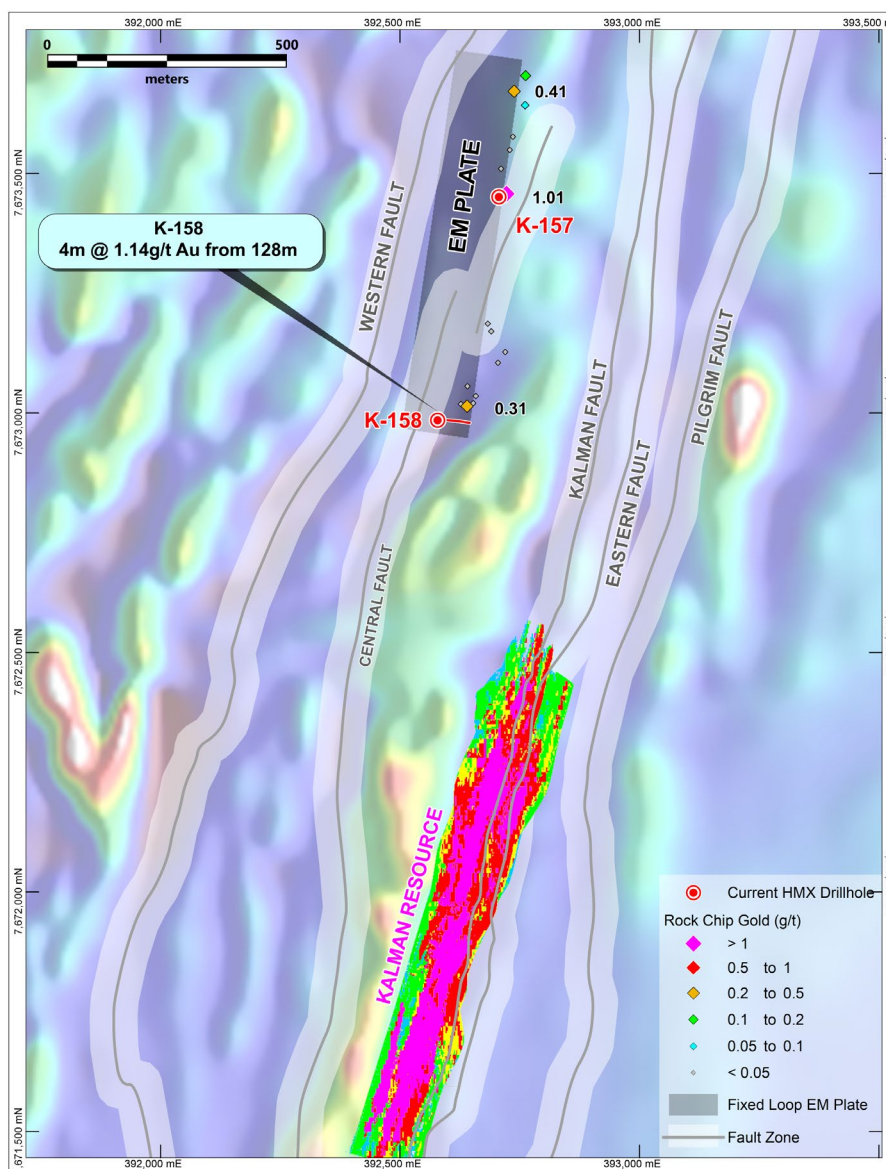 392,000 mE
392,500 mE
393,000 mE
393,500 mE
0
500
meters
0.41
7,673,500 mN
EM PLATE
1.01
K-157
WESTERN FAULT
K-158
4m @ 1.14g/t Au from 128m
PILGRIM FAULT
KALMAN FAULT
7,673,000 mN
0.31
K-158
EASTERN FAULT
CENTRAL FAULT
7,672,500 mN
KALMAN RESOURCE
7,672,000 mN
Current HMX Drillhole
Rock Chip Gold (g/t)
> 1
0.5 to 1
0.2 to 0.5
0.1 to 0.2
0.05 to 0.1
< 0.05
Fixed Loop EM Plate
Fault Zone
7,671,500 mN
392,000 mE
392,500 mE
393,000 mE